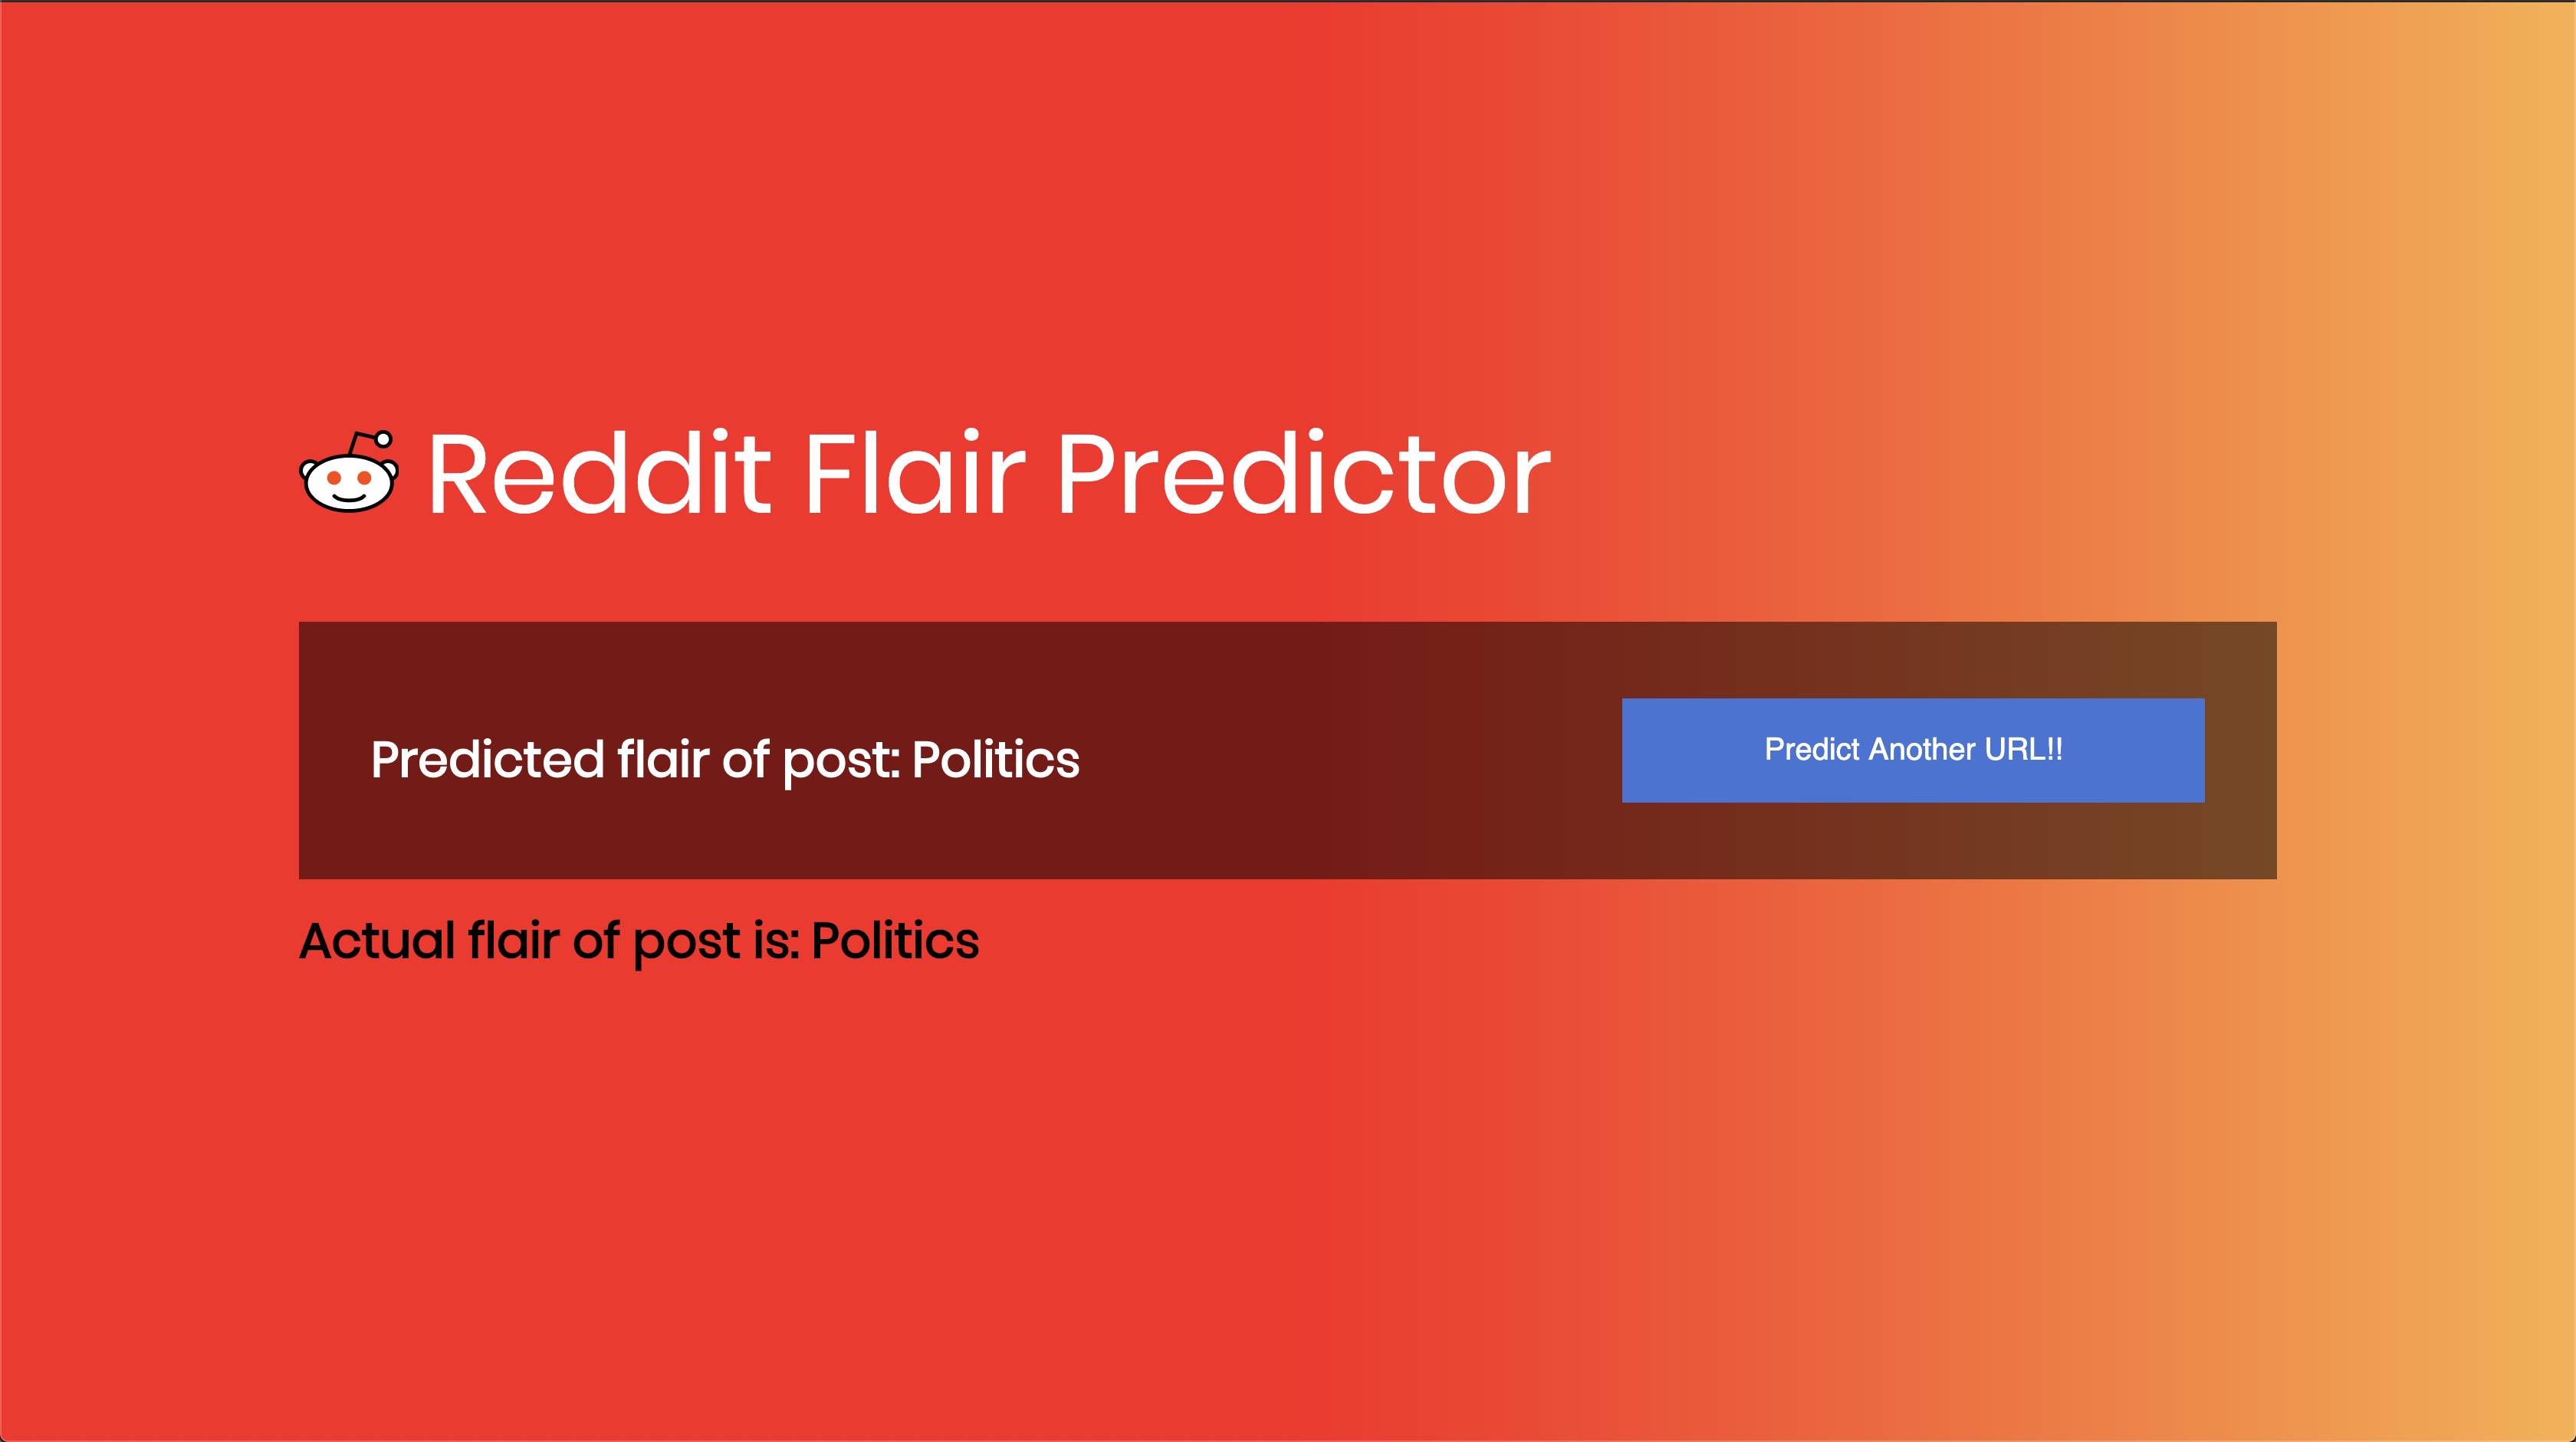 Reddit Flair Predictor
Predicted flair of post: Politics
Predict Another URL!!
Actual flair of post is: Politics